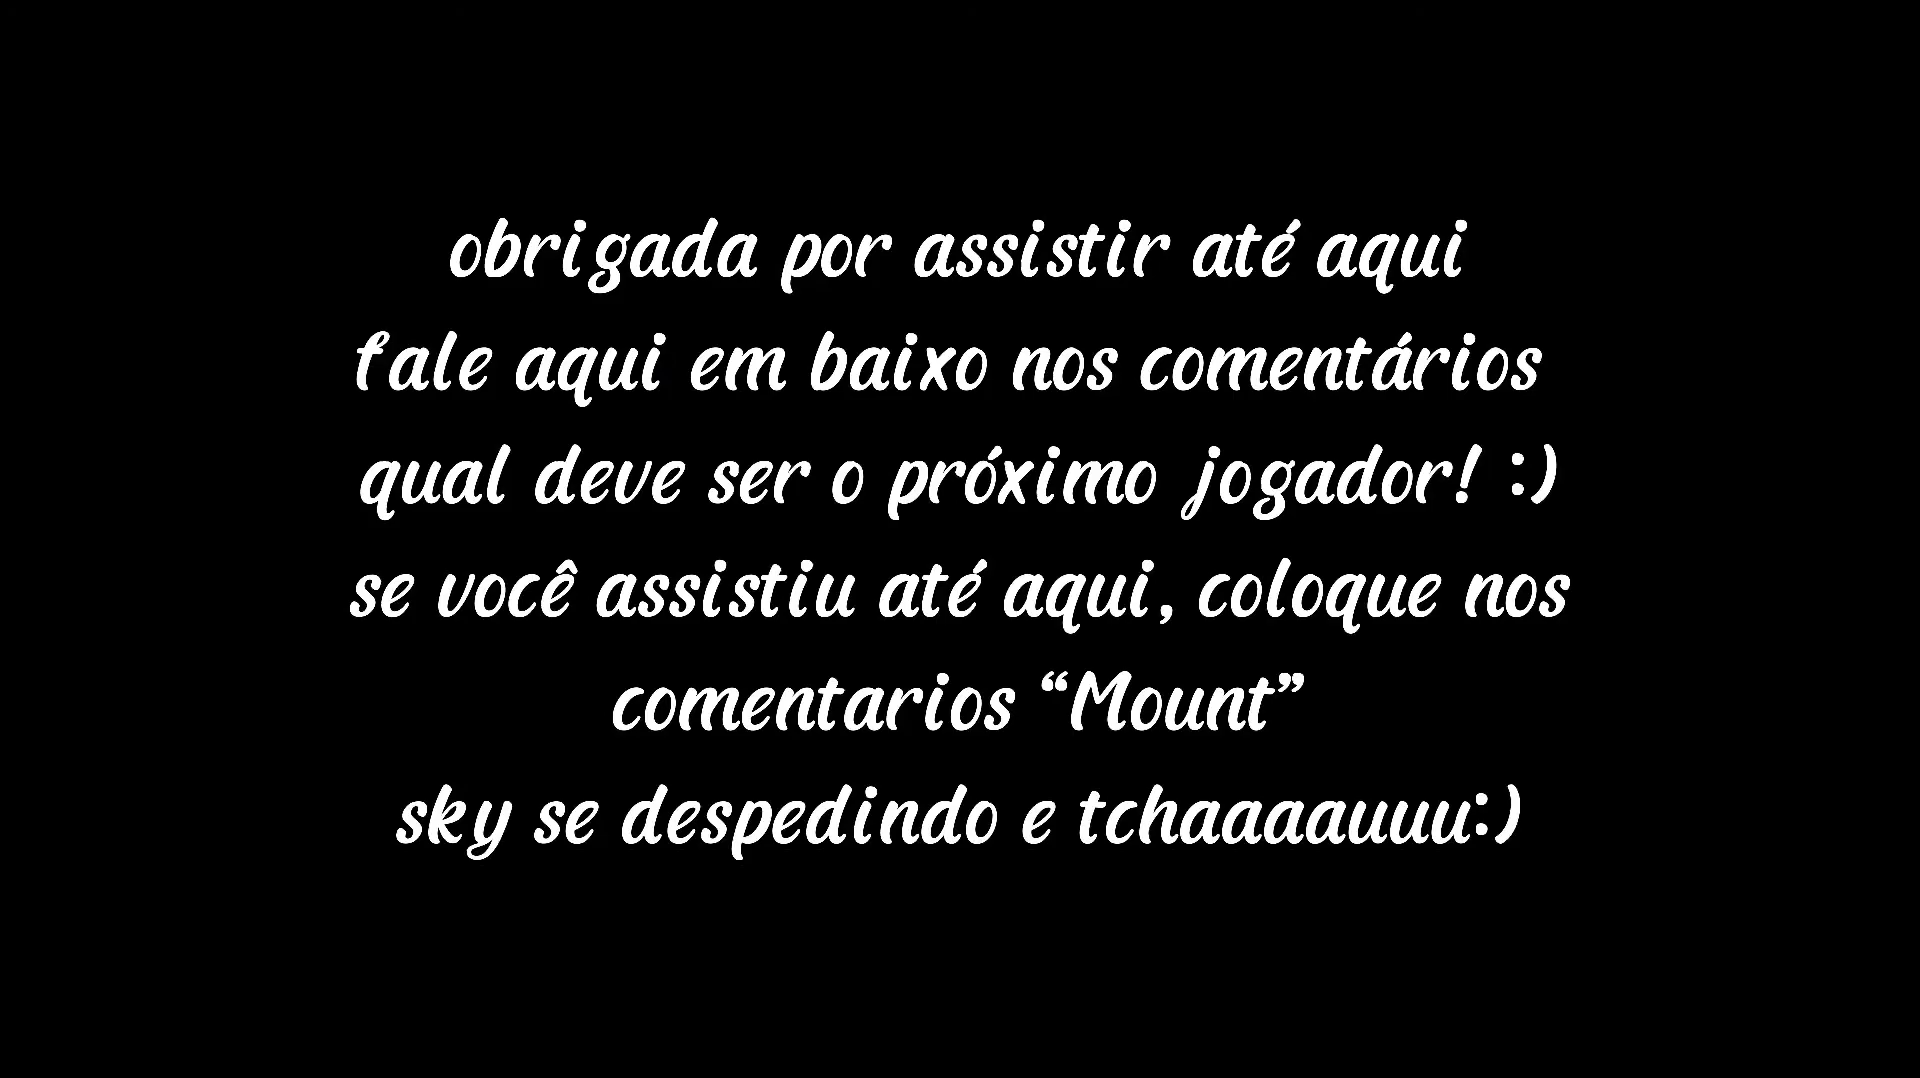 obrigada por assistir até aqui
fale aqui em baixo nos comentários
qual deve ser o próximo jogador! :)
se você assistiu até aqui, coloque nos
comentarios “Mount”
sky se despedindo e tchaaaauuu:)